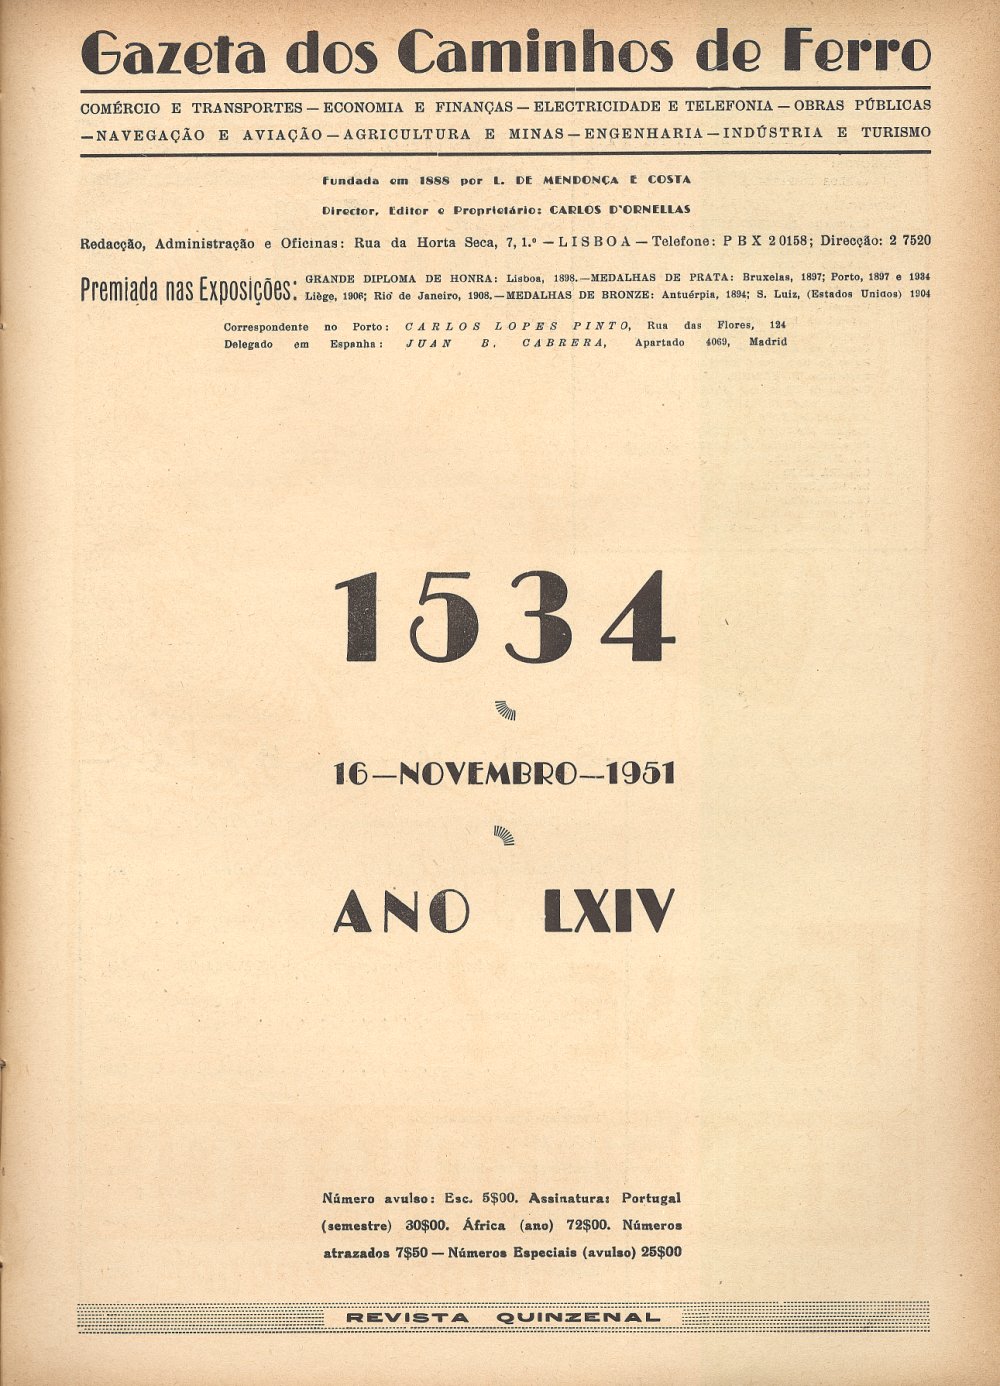 Gazeta dos Caminhos de Ferro
COMÉRCIO E TRANSPORTES — ECONOMIA E FINANÇAS — ELECTRICIDADE E TELEFONIA — OBRAS PÚBLICAS
— NAVEGAÇÃO E AVIAÇÃO — AGRICULTURA E MINAS — ENGENHARIA — INDÚSTRIA E TURISMO
Fundada em 1888 por L. DE MENDONÇA E COSTA
Director, Editor e Proprietário: CARLOS D'ORNELLAS
Redacção, Administração e Oficinas: Rua da Horta Seca, 7, 1.º — LISBOA — Telefone: P B X 20158; Direcção: 2 7520
Premiada nas Exposições:
GRANDE DIPLOMA DE HONRA: Lisboa, 1898. — MEDALHAS DE PRATA: Bruxelas, 1897; Porto, 1897 e 1934
Liège, 1906; Rio de Janeiro, 1908. — MEDALHAS DE BRONZE: Antuérpia, 1894; S. Luiz, (Estados Unidos) 1904
Correspondente no Porto: CARLOS LOPES PINTO, Rua das Flores, 124
Delegado em Espanha: JUAN B. CABRERA, Apartado 4069, Madrid
1534
16—NOVEMBRO—1951
ANO LXIV
Número avulso: Esc. 5$00. Assinatura: Portugal
(semestre) 30$00. África (ano) 72$00. Números
atrazados 7$50 — Números Especiais (avulso) 25$00
REVISTA QUINZENAL